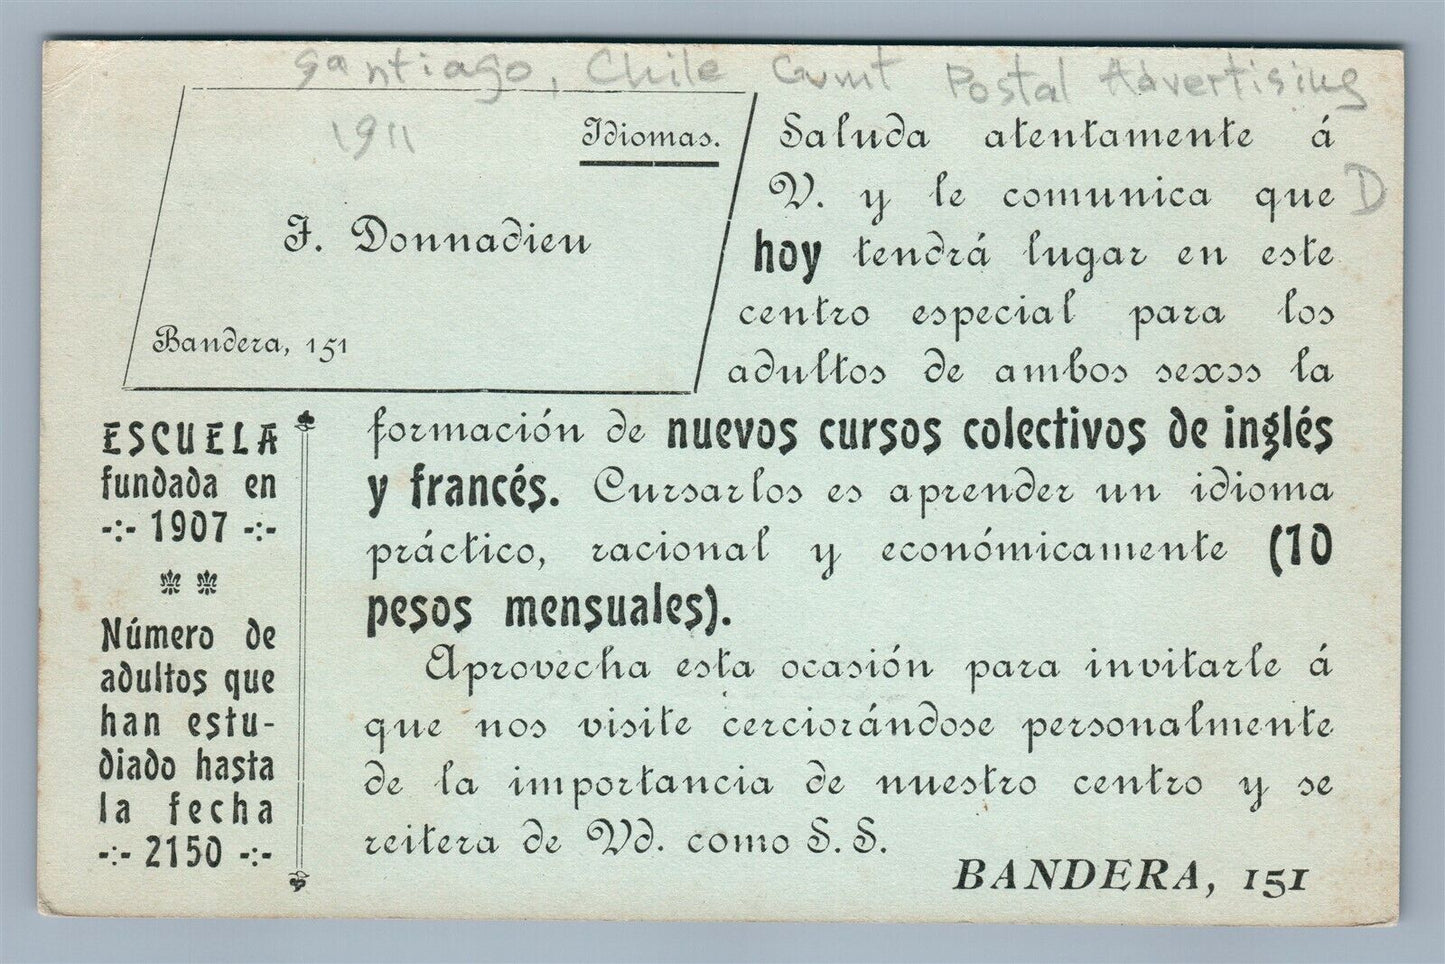 Santiago, Chile Gvmt Postal Advertising
1911
D
Idiomas.
J. Donnadieu
Bandera, 151
Saluda atentamente á
V. y le comunica que
hoy tendrá lugar en este
centro especial para los
adultos de ambos sexos la
formación de nuevos cursos colectivos de inglés
y francés. Cursarlos es aprender un idioma
práctico, racional y económicamente (10
pesos mensuales).
Aprovecha esta ocasión para invitarle á
que nos visite cerciorándose personalmente
de la importancia de nuestro centro y se
reitera de Vd. como S. S.
BANDERA, 151
ESCUELA
fundada en
-:- 1907 -:-
Número de
adultos que
han estu-
diado hasta
la fecha
-:- 2150 -:-